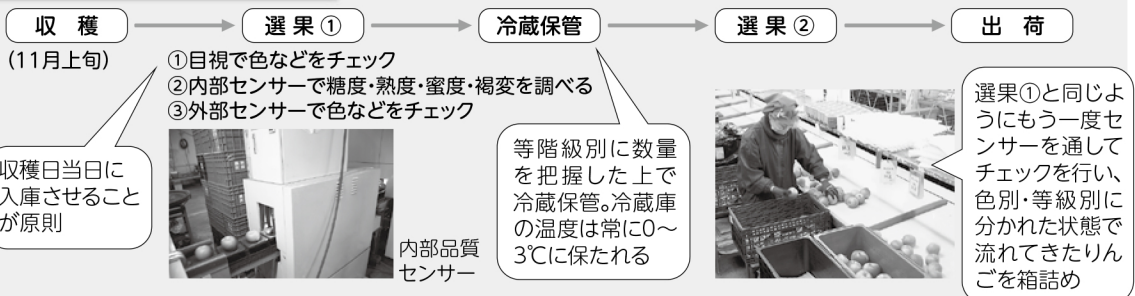 収　穫
選 果 ①
冷蔵保管
選 果 ②
出　荷
(11月上旬)
収穫日当日に
入庫させること
が原則
①目視で色などをチェック
②内部センサーで糖度・熟度・蜜度・褐変を調べる
③外部センサーで色などをチェック
内部品質
センサー
等階級別に数量
を把握した上で
冷蔵保管。冷蔵庫
の温度は常に0〜
3℃に保たれる
選果①と同じよ
うにもう一度セ
ンサーを通して
チェックを行い、
色別・等級別に
分かれた状態で
流れてきたりん
ごを箱詰め